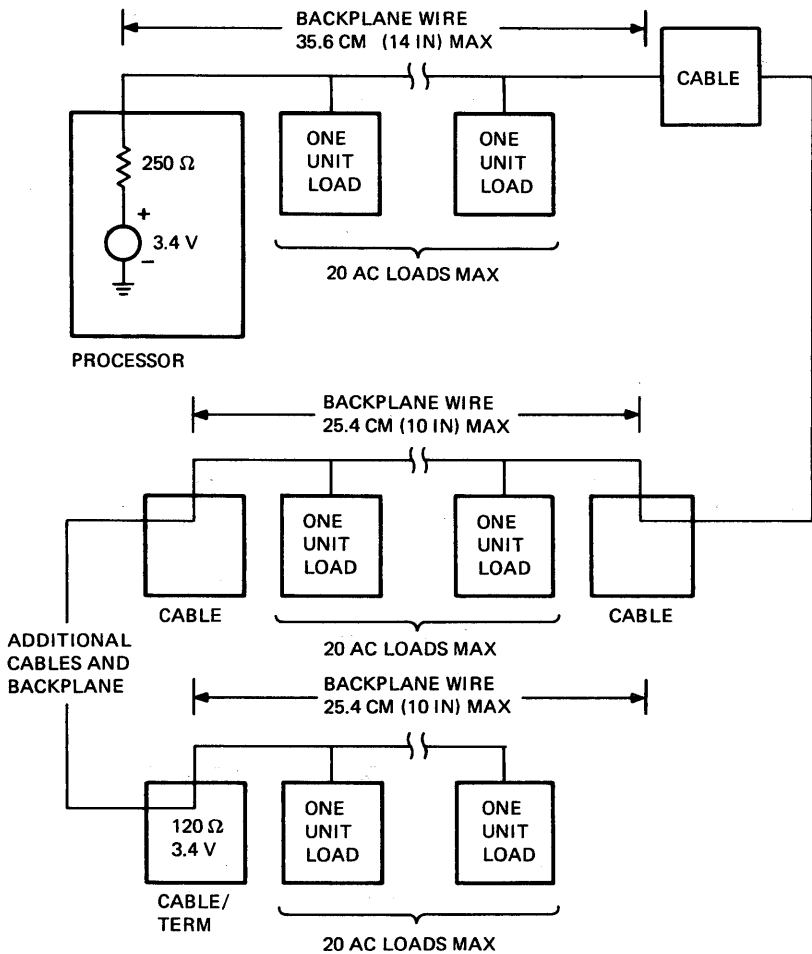 BACKPLANE WIRE
35.6 CM (14 IN) MAX
CABLE
250 Ω
+
3.4 V
−
PROCESSOR
ONE
UNIT
LOAD
ONE
UNIT
LOAD
20 AC LOADS MAX
BACKPLANE WIRE
25.4 CM (10 IN) MAX
CABLE
ONE
UNIT
LOAD
ONE
UNIT
LOAD
CABLE
20 AC LOADS MAX
ADDITIONAL
CABLES AND
BACKPLANE
BACKPLANE WIRE
25.4 CM (10 IN) MAX
120 Ω
3.4 V
CABLE/
TERM
ONE
UNIT
LOAD
ONE
UNIT
LOAD
20 AC LOADS MAX